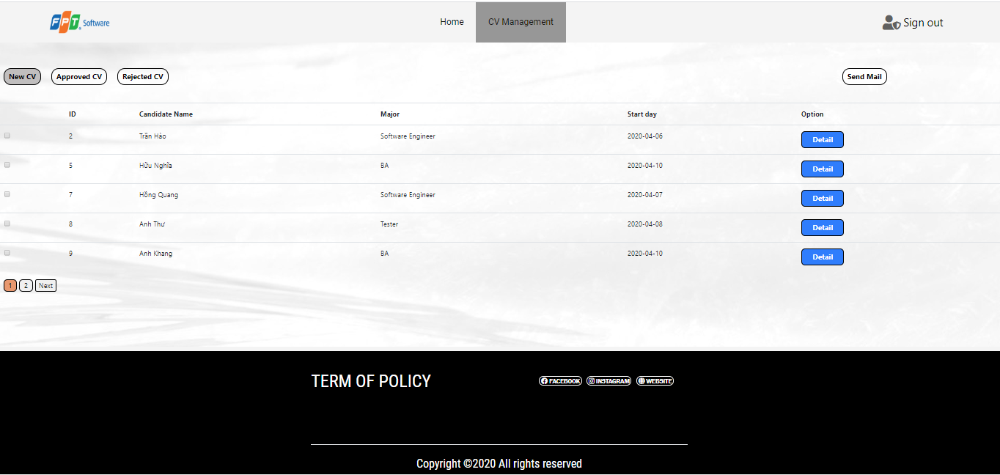 FPT Software Home CV Management Sign out
New CV Approved CV Rejected CV Send Mail
ID Candidate Name Major Start day Option
2 Trần Hào Software Engineer 2020-04-06 Detail
5 Hữu Nghĩa BA 2020-04-10 Detail
7 Hồng Quang Software Engineer 2020-04-07 Detail
8 Anh Thư Tester 2020-04-08 Detail
9 Anh Khang BA 2020-04-10 Detail
1 2 Next
TERM OF POLICY FACEBOOK INSTAGRAM WEBSITE
Copyright ©2020 All rights reserved